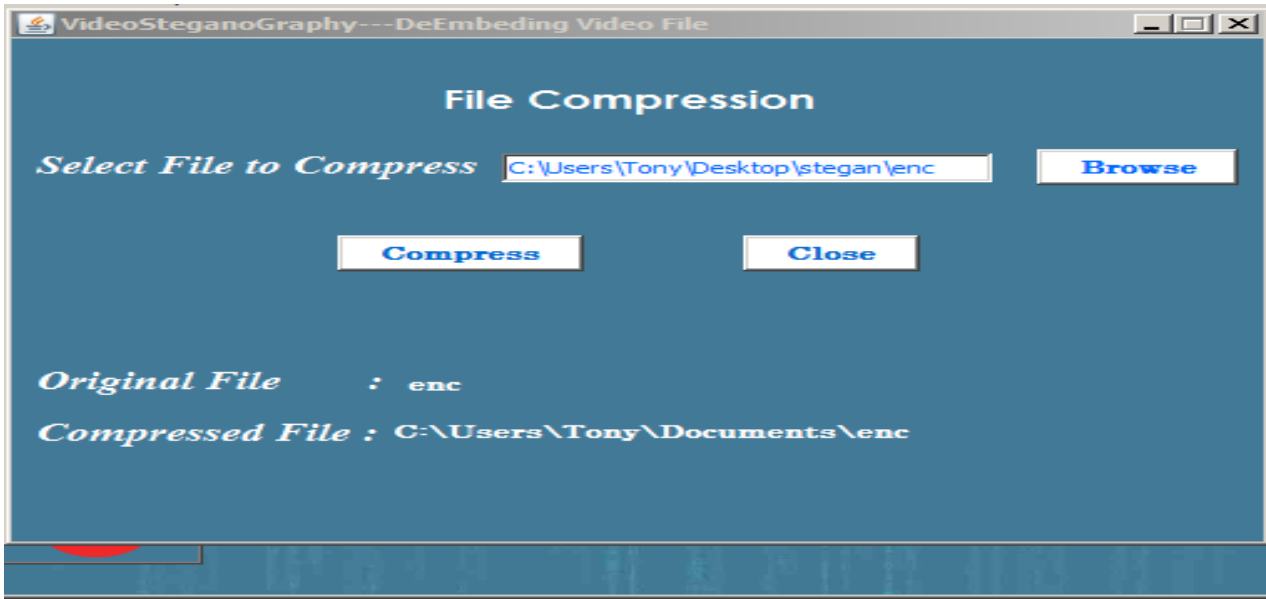 VideoSteganoGraphy---DeEmbeding Video File
File Compression
Select File to Compress C:\Users\Tony\Desktop\stegan\enc Browse
Compress Close
Original File : enc
Compressed File : C:\Users\Tony\Documents\enc